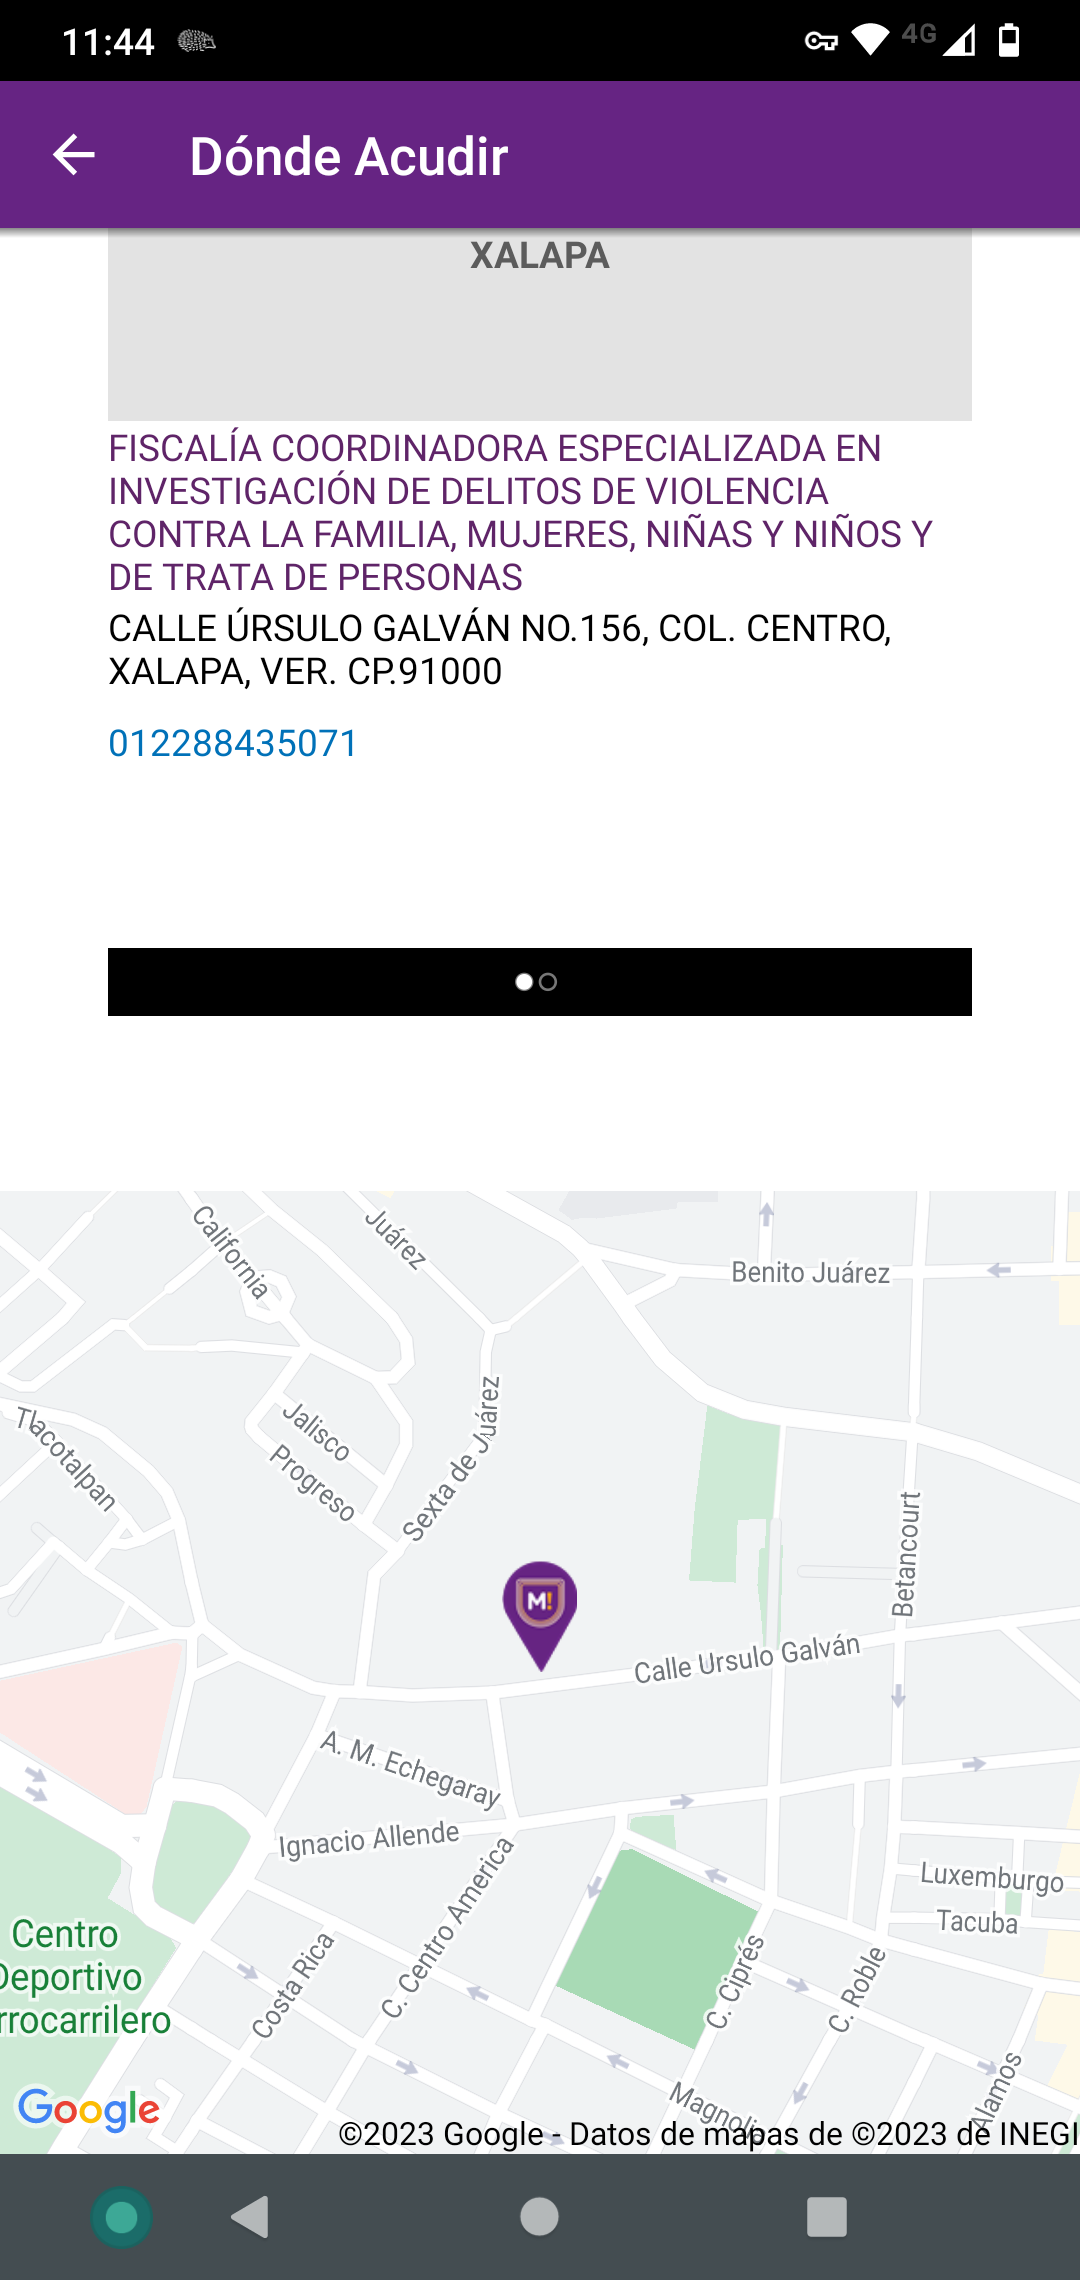 11:44
4G
Dónde Acudir
XALAPA
FISCALÍA COORDINADORA ESPECIALIZADA EN
INVESTIGACIÓN DE DELITOS DE VIOLENCIA
CONTRA LA FAMILIA, MUJERES, NIÑAS Y NIÑOS Y
DE TRATA DE PERSONAS
CALLE ÚRSULO GALVÁN NO.156, COL. CENTRO,
XALAPA, VER. CP.91000
012288435071
California
Juárez
Benito Juárez
Tlacotalpan
Jalisco
Progreso
Sexta de Juárez
Betancourt
M!
Calle Ursulo Galván
A. M. Echegaray
Ignacio Allende
C. Centro America
Luxemburgo
Tacuba
Centro
Deportivo
rrocarrilero
Costa Rica
C. Ciprés
C. Roble
Alamos
Magnolia
Google
©2023 Google - Datos de mapas de ©2023 de INEGI